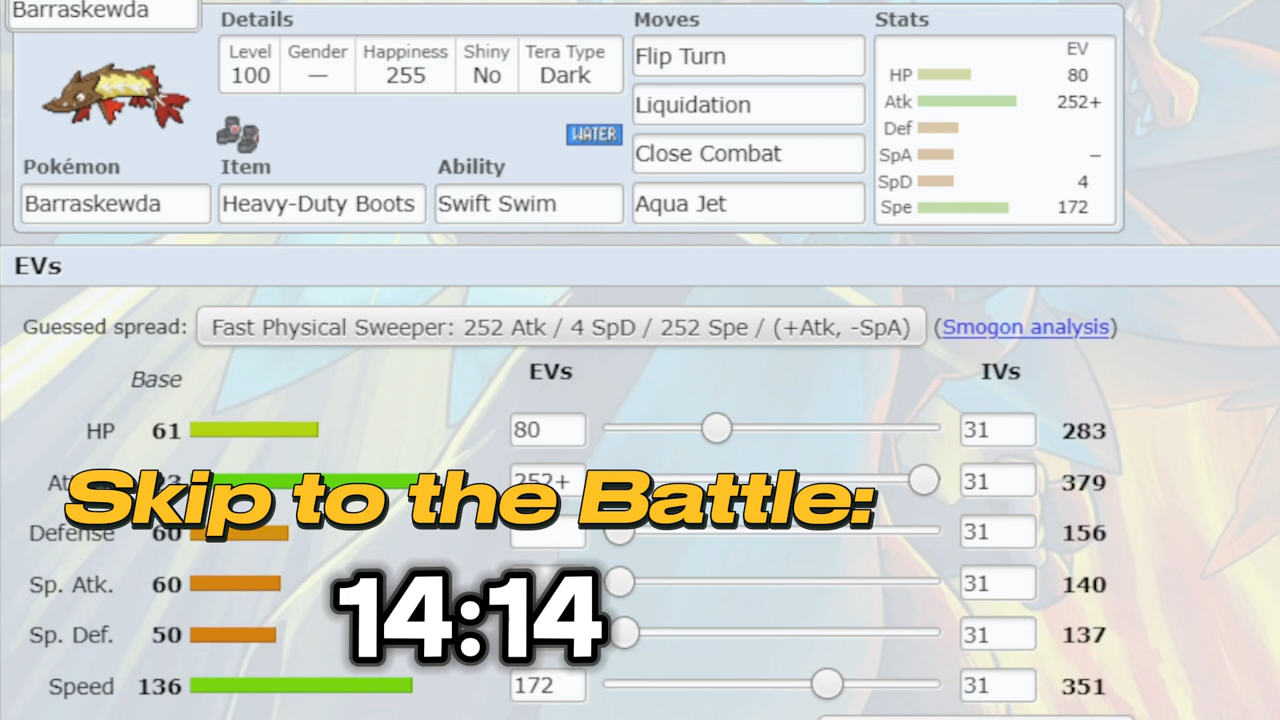 Barraskewda
Details
Moves
Stats
Level
Gender
Happiness
Shiny
Tera Type
100
—
255
No
Dark
Flip Turn
Liquidation
Close Combat
Aqua Jet
EV
HP 80
Atk 252+
Def
SpA –
SpD 4
Spe 172
WATER
Pokémon
Item
Ability
Barraskewda
Heavy-Duty Boots
Swift Swim
EVs
Guessed spread: Fast Physical Sweeper: 252 Atk / 4 SpD / 252 Spe / (+Atk, -SpA) (Smogon analysis)
Base EVs IVs
HP 61 80 31 283
252+ 31 379
Skip to the Battle:
Defense 60 31 156
Sp. Atk. 60 31 140
14:14
Sp. Def. 50 31 137
Speed 136 172 31 351